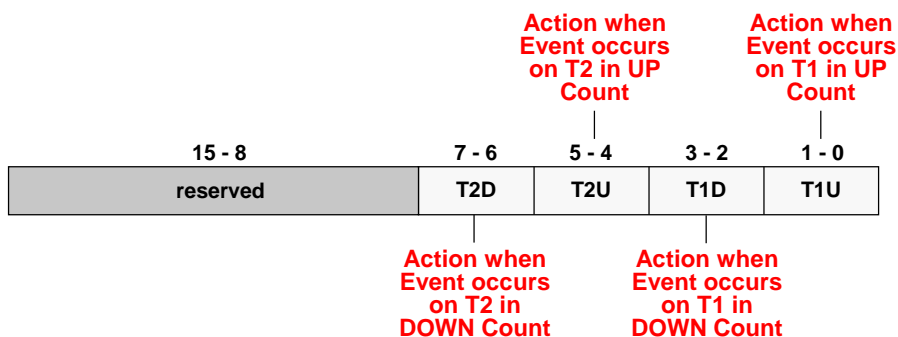 Action when
Event occurs
on T2 in UP
Count
Action when
Event occurs
on T1 in UP
Count
15 - 8
7 - 6
5 - 4
3 - 2
1 - 0
reserved
T2D
T2U
T1D
T1U
Action when
Event occurs
on T2 in
DOWN Count
Action when
Event occurs
on T1 in
DOWN Count